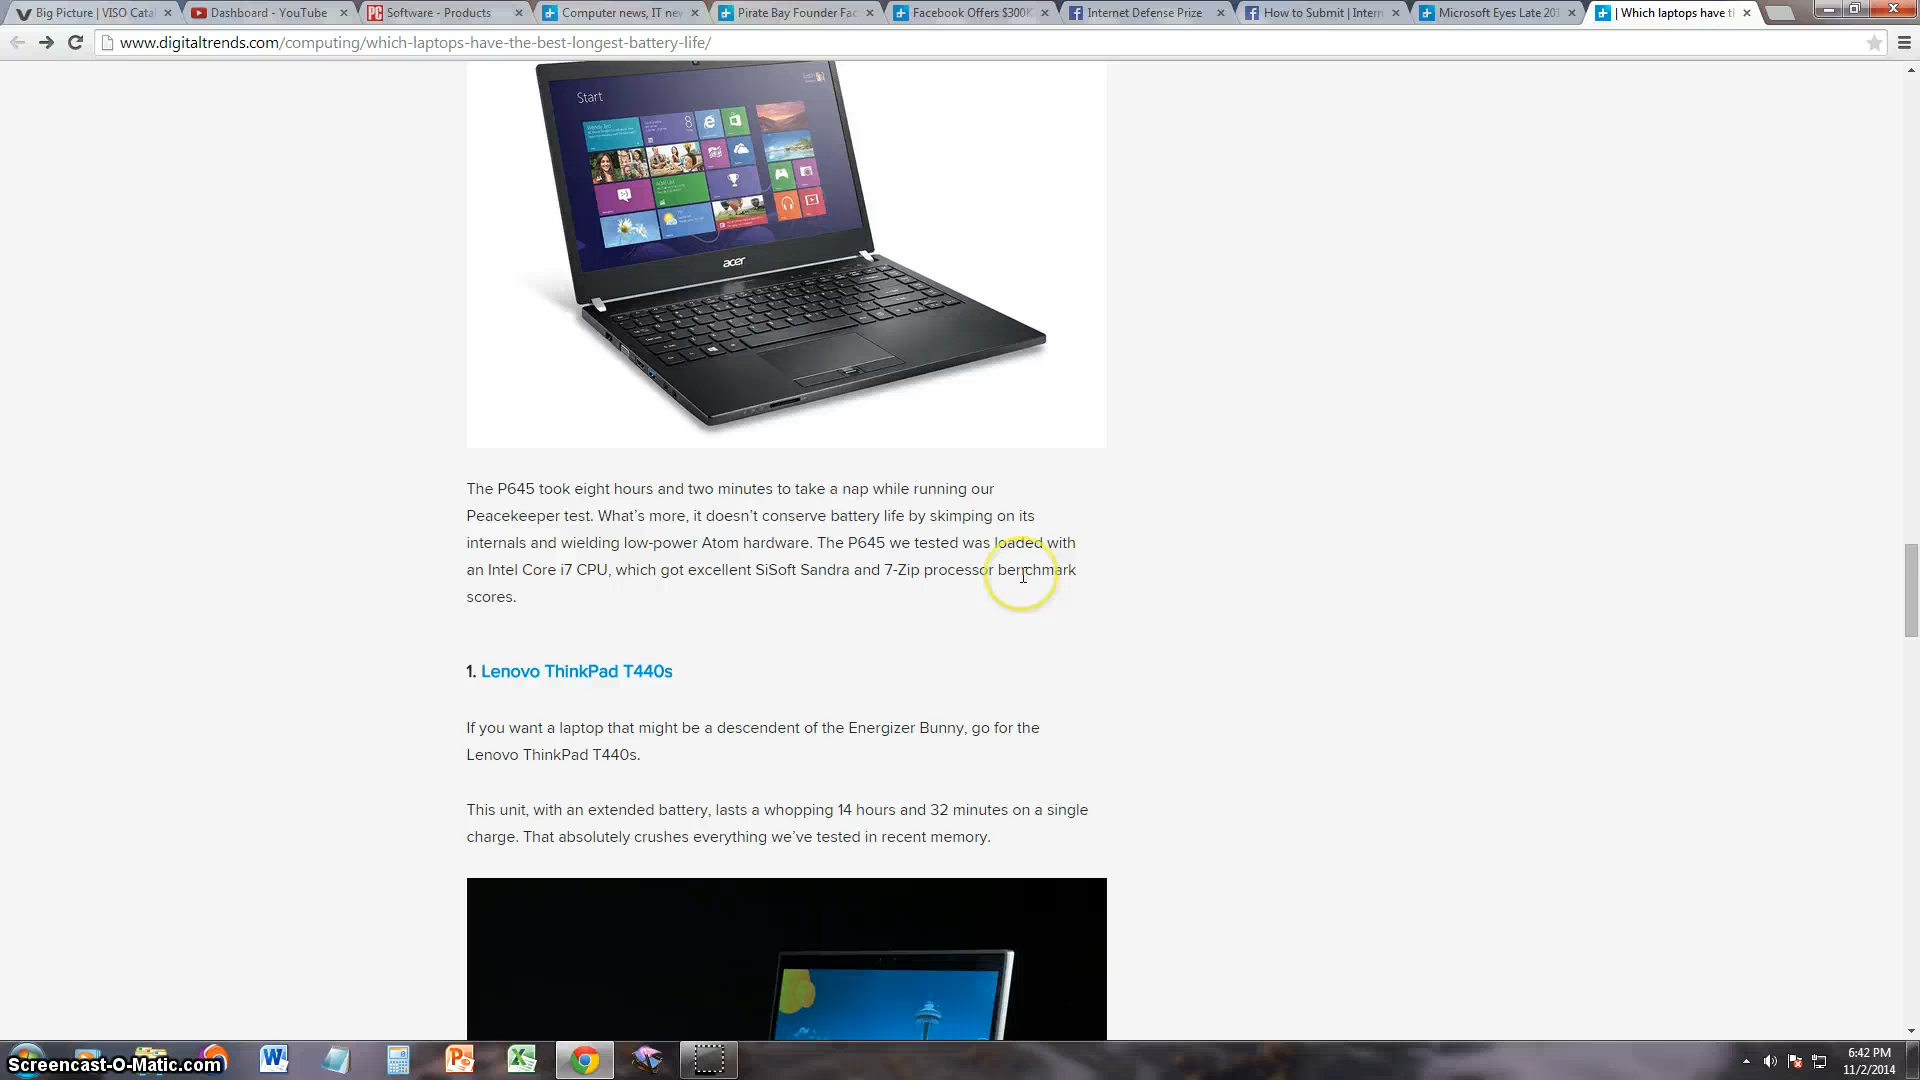 Big Picture | VISO Catal
Dashboard - YouTube
Software - Products
Computer news, IT nev
Pirate Bay Founder Fac
Facebook Offers $300K
Internet Defense Prize
How to Submit | Intern
Microsoft Eyes Late 201
| Which laptops have th
www.digitaltrends.com/computing/which-laptops-have-the-best-longest-battery-life/
Start
acer
The P645 took eight hours and two minutes to take a nap while running our
Peacekeeper test. What's more, it doesn't conserve battery life by skimping on its
internals and wielding low-power Atom hardware. The P645 we tested was loaded with
an Intel Core i7 CPU, which got excellent SiSoft Sandra and 7-Zip processor benchmark
scores.
1. Lenovo ThinkPad T440s
If you want a laptop that might be a descendent of the Energizer Bunny, go for the
Lenovo ThinkPad T440s.
This unit, with an extended battery, lasts a whopping 14 hours and 32 minutes on a single
charge. That absolutely crushes everything we've tested in recent memory.
Screencast-O-Matic.com
6:42 PM
11/2/2014